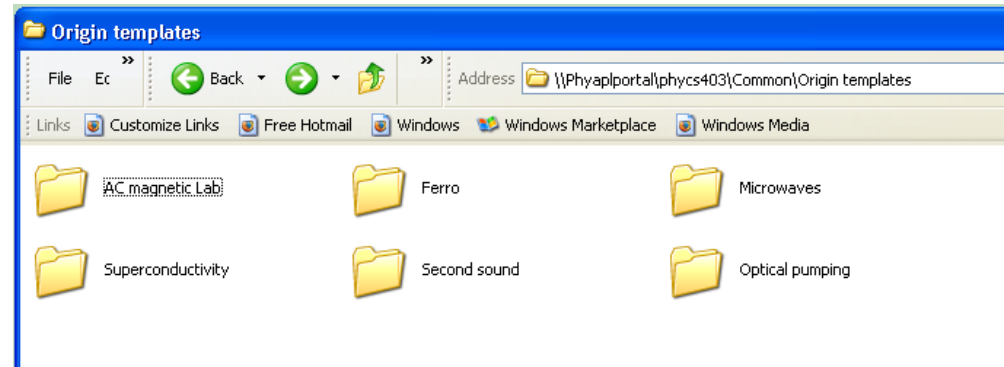 Origin templates
File Ec » Back » Address \\Phyaplportal\phycs403\Common\Origin templates
Links Customize Links Free Hotmail Windows Windows Marketplace Windows Media
AC magnetic Lab Ferro Microwaves
Superconductivity Second sound Optical pumping